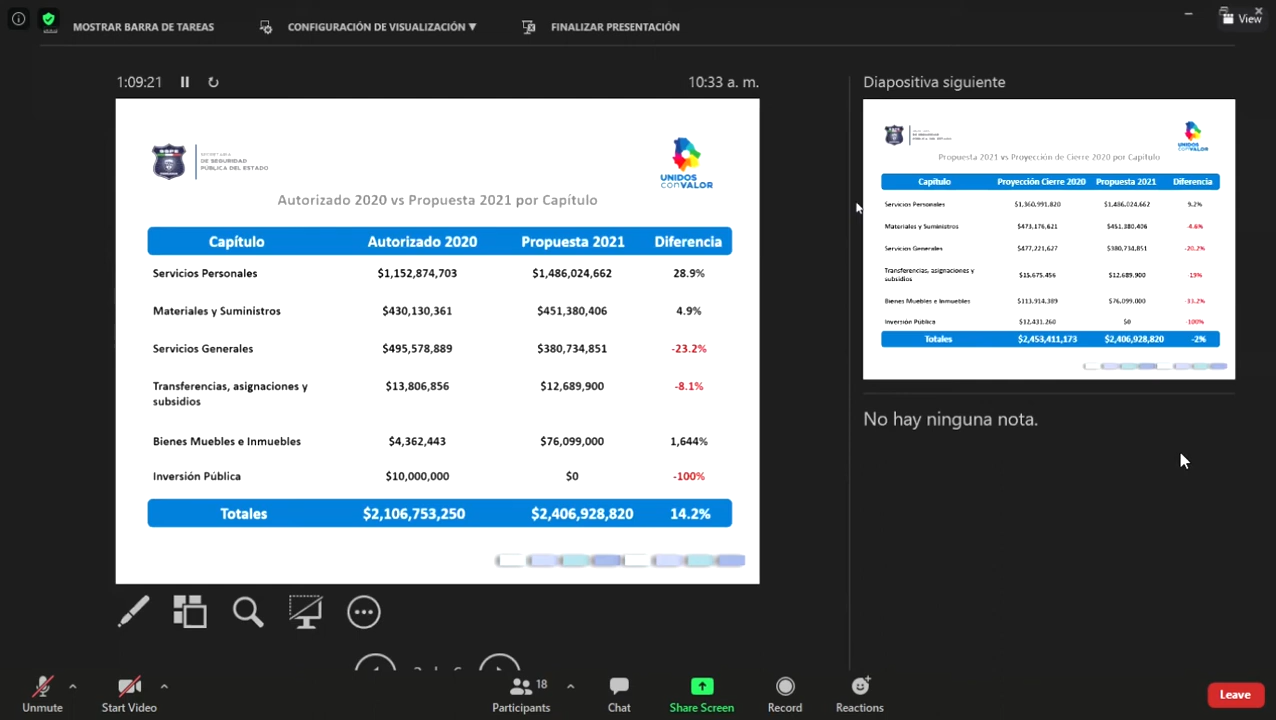 MOSTRAR BARRA DE TAREAS
CONFIGURACIÓN DE VISUALIZACIÓN ▼
FINALIZAR PRESENTACIÓN
View
1:09:21
10:33 a. m.
SECRETARÍA
DE SEGURIDAD
PÚBLICA DEL ESTADO
UNIDOS
conVALOR
Autorizado 2020 vs Propuesta 2021 por Capítulo
Capítulo Autorizado 2020 Propuesta 2021 Diferencia
Servicios Personales $1,152,874,703 $1,486,024,662 28.9%
Materiales y Suministros $430,130,361 $451,380,406 4.9%
Servicios Generales $495,578,889 $380,734,851 -23.2%
Transferencias, asignaciones y $13,806,856 $12,689,900 -8.1%
subsidios
Bienes Muebles e Inmuebles $4,362,443 $76,099,000 1,644%
Inversión Pública $10,000,000 $0 -100%
Totales $2,106,753,250 $2,406,928,820 14.2%
Diapositiva siguiente
UNIDOS
conVALOR
Propuesta 2021 vs Proyección de Cierre 2020 por Capítulo
Capítulo Proyección Cierre 2020 Propuesta 2021 Diferencia
Servicios Personales $1,360,991,820 $1,486,024,662 9.2%
Materiales y Suministros $473,176,621 $451,380,406 -4.6%
Servicios Generales $477,221,627 $380,734,851 -20.2%
Transferencias, asignaciones y $15,675,456 $12,689,900 -19%
subsidios
Bienes Muebles e Inmuebles $113,914,389 $76,099,000 -33.2%
Inversión Pública $12,431,260 $0 -100%
Totales $2,453,411,173 $2,406,928,820 -2%
No hay ninguna nota.
Unmute
Start Video
18
Participants
Chat
Share Screen
Record
Reactions
Leave